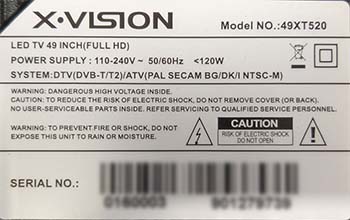 X·VISION
Model NO.:49XT520
LED TV 49 INCH(FULL HD)
POWER SUPPLY : 110-240V~ 50/60Hz <120W
SYSTEM:DTV(DVB-T/T2)/ATV(PAL SECAM BG/DK/I NTSC-M)
WARNING: DANGEROUS HIGH VOLTAGE INSIDE.
CAUTION:TO REDUCE THE RISK OF ELECTRIC SHOCK, DO NOT REMOVE COVER(OR BACK).
NO USER-SERVICEABLE PARTS INSIDE. REFER SERVICING TO QUALIFIED SERVICE PERSONNEL.
WARNING: TO PREVENT.FIRE OR SHOCK, DO NOT
EXPOSE THIS UNIT TO RAIN OR MOISTURE.
CAUTION
RISK OF ELECTRIC SHOCK
DO NOT OPEN
SERIAL NO.: